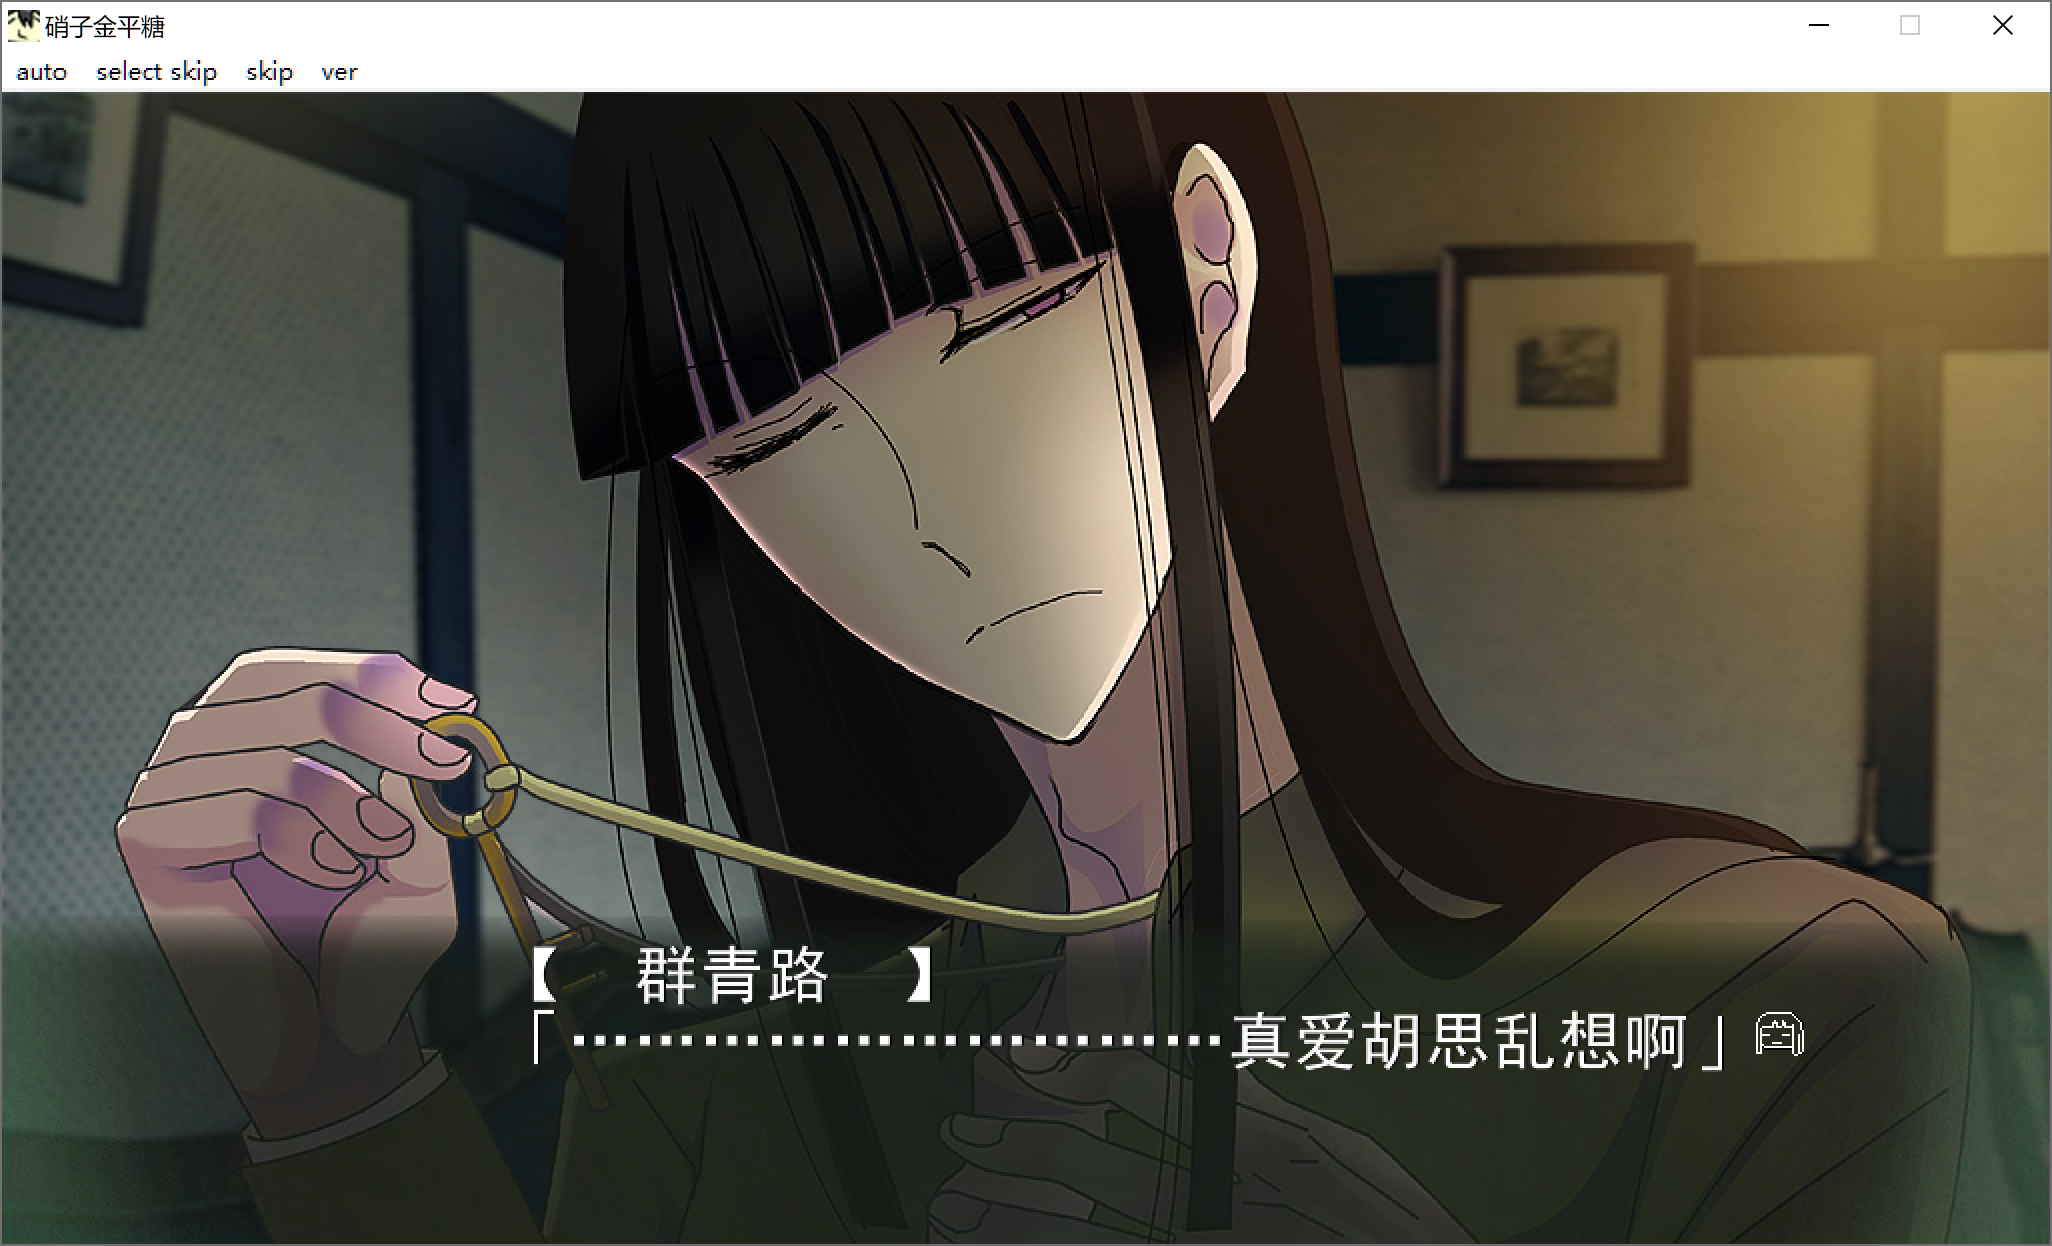 硝子金平糖
auto select skip skip ver
【 群青路 】
「…………………………真爱胡思乱想啊」